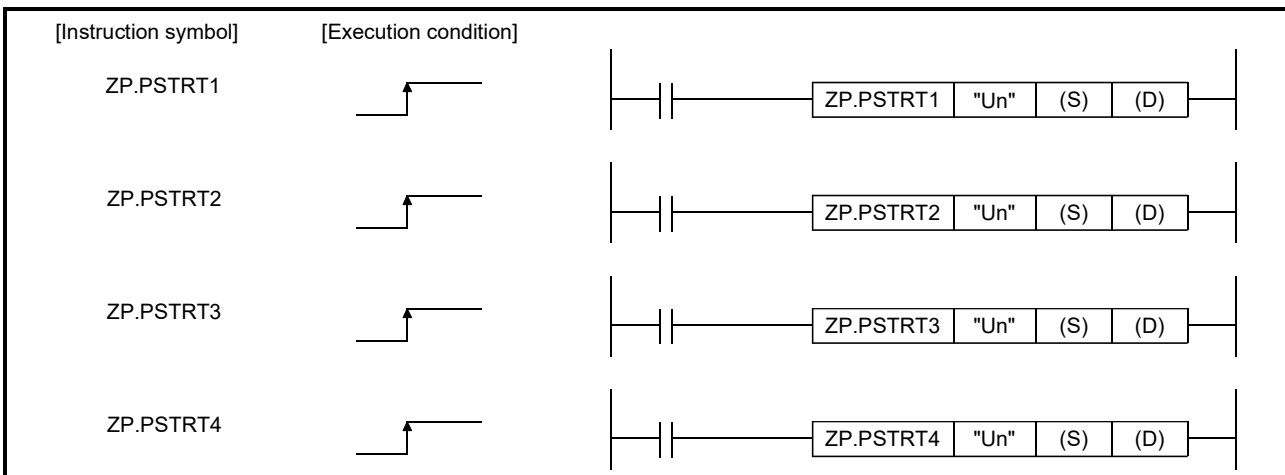 [Instruction symbol] [Execution condition]
ZP.PSTRT1 ZP.PSTRT1 "Un" (S) (D)
ZP.PSTRT2 ZP.PSTRT2 "Un" (S) (D)
ZP.PSTRT3 ZP.PSTRT3 "Un" (S) (D)
ZP.PSTRT4 ZP.PSTRT4 "Un" (S) (D)